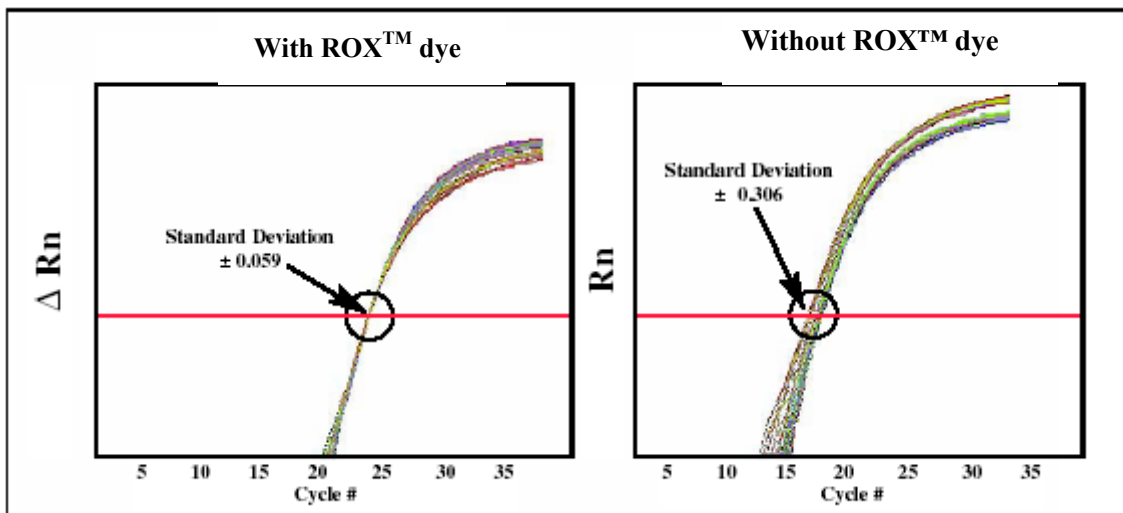 With ROX™ dye
Δ Rn
Standard Deviation
± 0.059
5 10 15 20 25 30 35
Cycle #
Without ROX™ dye
Rn
Standard Deviation
± 0.306
5 10 15 20 25 30 35
Cycle #